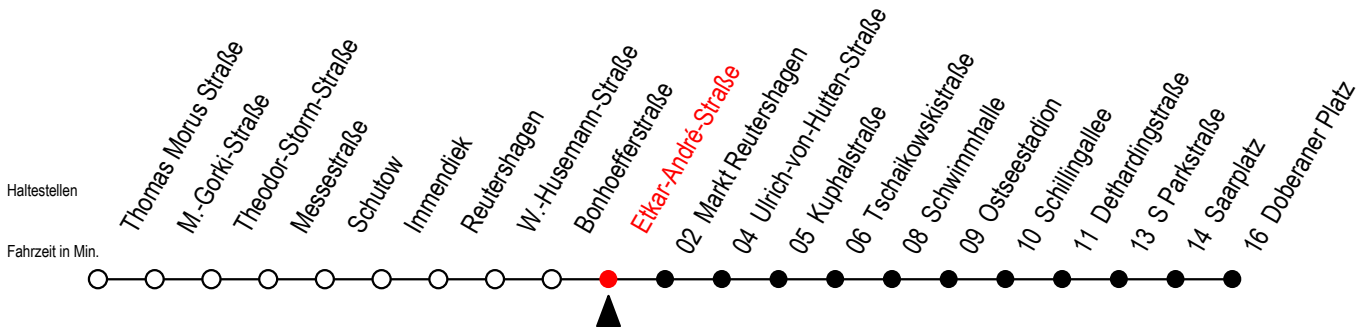 Haltestellen
Fahrzeit in Min.
Thomas Morus Straße
M.-Gorki-Straße
Theodor-Storm-Straße
Messestraße
Schutow
Immendiek
Reutershagen
W.-Husemann-Straße
Bonhoefferstraße
Etkar-André-Straße
02 Markt Reutershagen
04 Ulrich-von-Hutten-Straße
05 Kuphalstraße
06 Tschaikowskistraße
08 Schwimmhalle
09 Ostseestadion
10 Schillingallee
11 Dethardingstraße
13 S Parkstraße
14 Saarplatz
16 Doberaner Platz